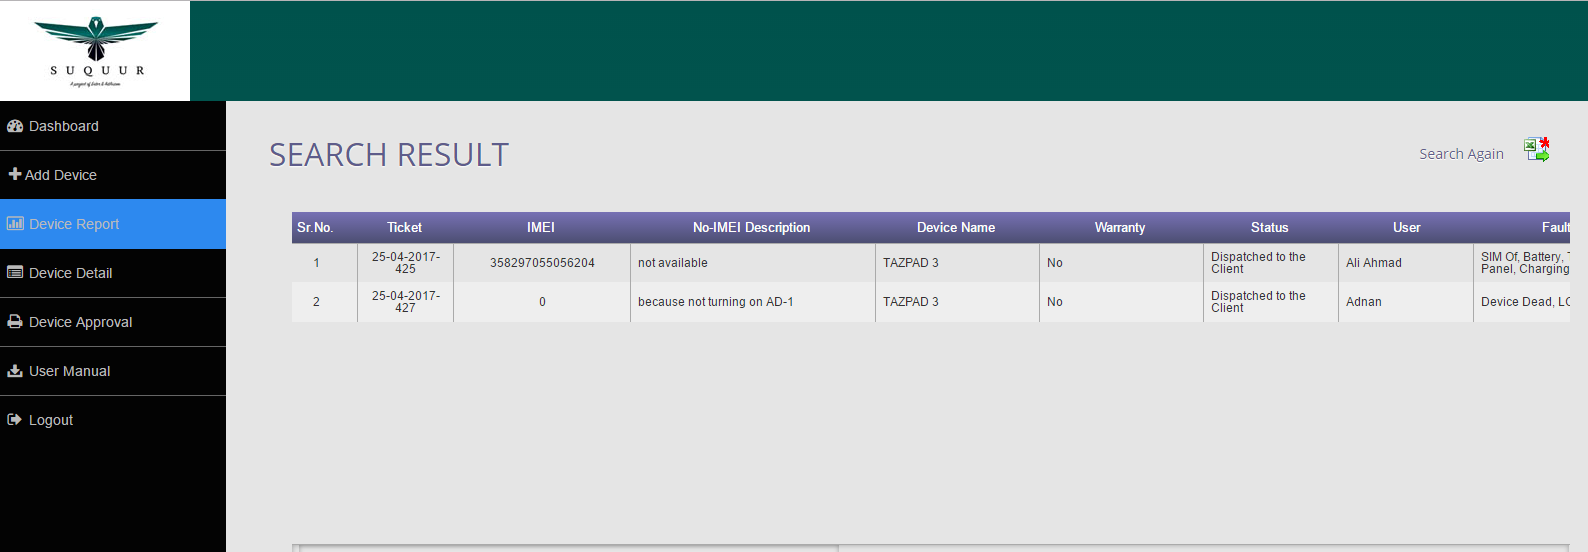 SUQUUR
Dashboard
Add Device
Device Report
Device Detail
Device Approval
User Manual
Logout
SEARCH RESULT
Search Again
Sr.No. Ticket IMEI No-IMEI Description Device Name Warranty Status User Fault
1 25-04-2017-425 358297055056204 not available TAZPAD 3 No Dispatched to the Client Ali Ahmad SIM Of, Battery, Panel, Charging
2 25-04-2017-427 0 because not turning on AD-1 TAZPAD 3 No Dispatched to the Client Adnan Device Dead,